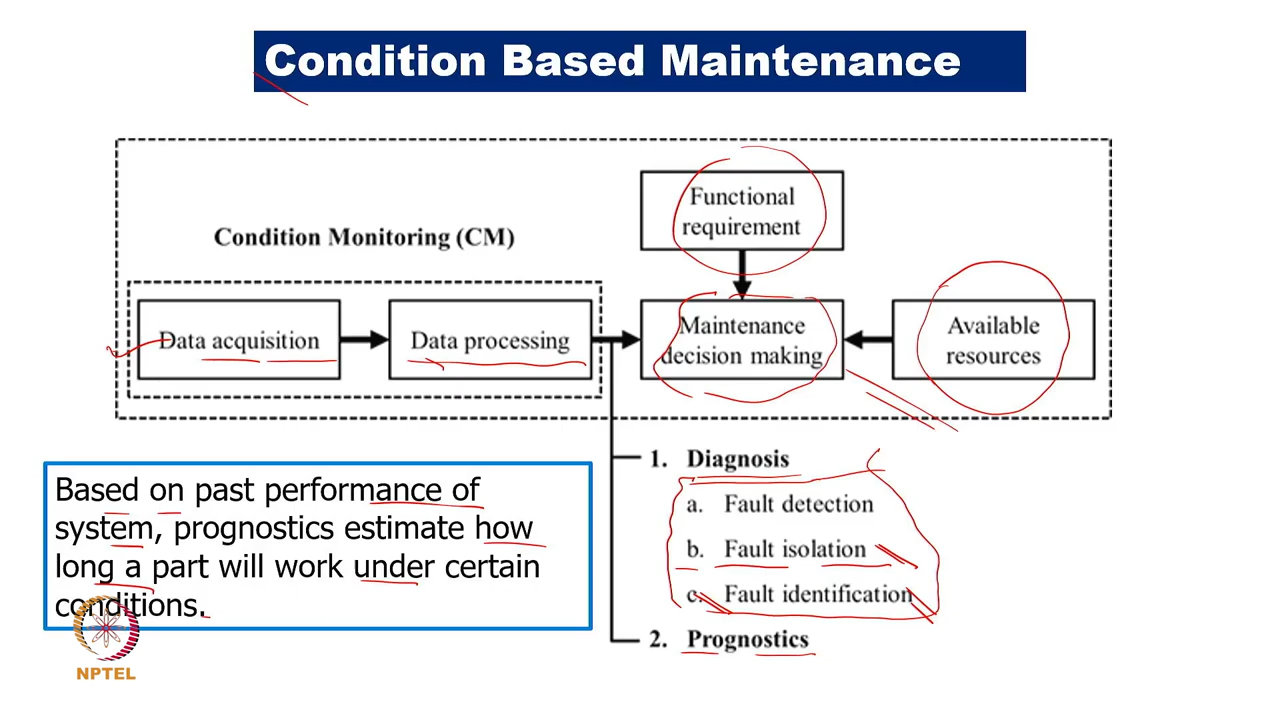 Condition Based Maintenance
Condition Monitoring (CM)
Functional
requirement
Data acquisition
Data processing
Maintenance
decision making
Available
resources
1. Diagnosis
a. Fault detection
b. Fault isolation
c. Fault identification
2. Prognostics
Based on past performance of
system, prognostics estimate how
long a part will work under certain
conditions.
NPTEL